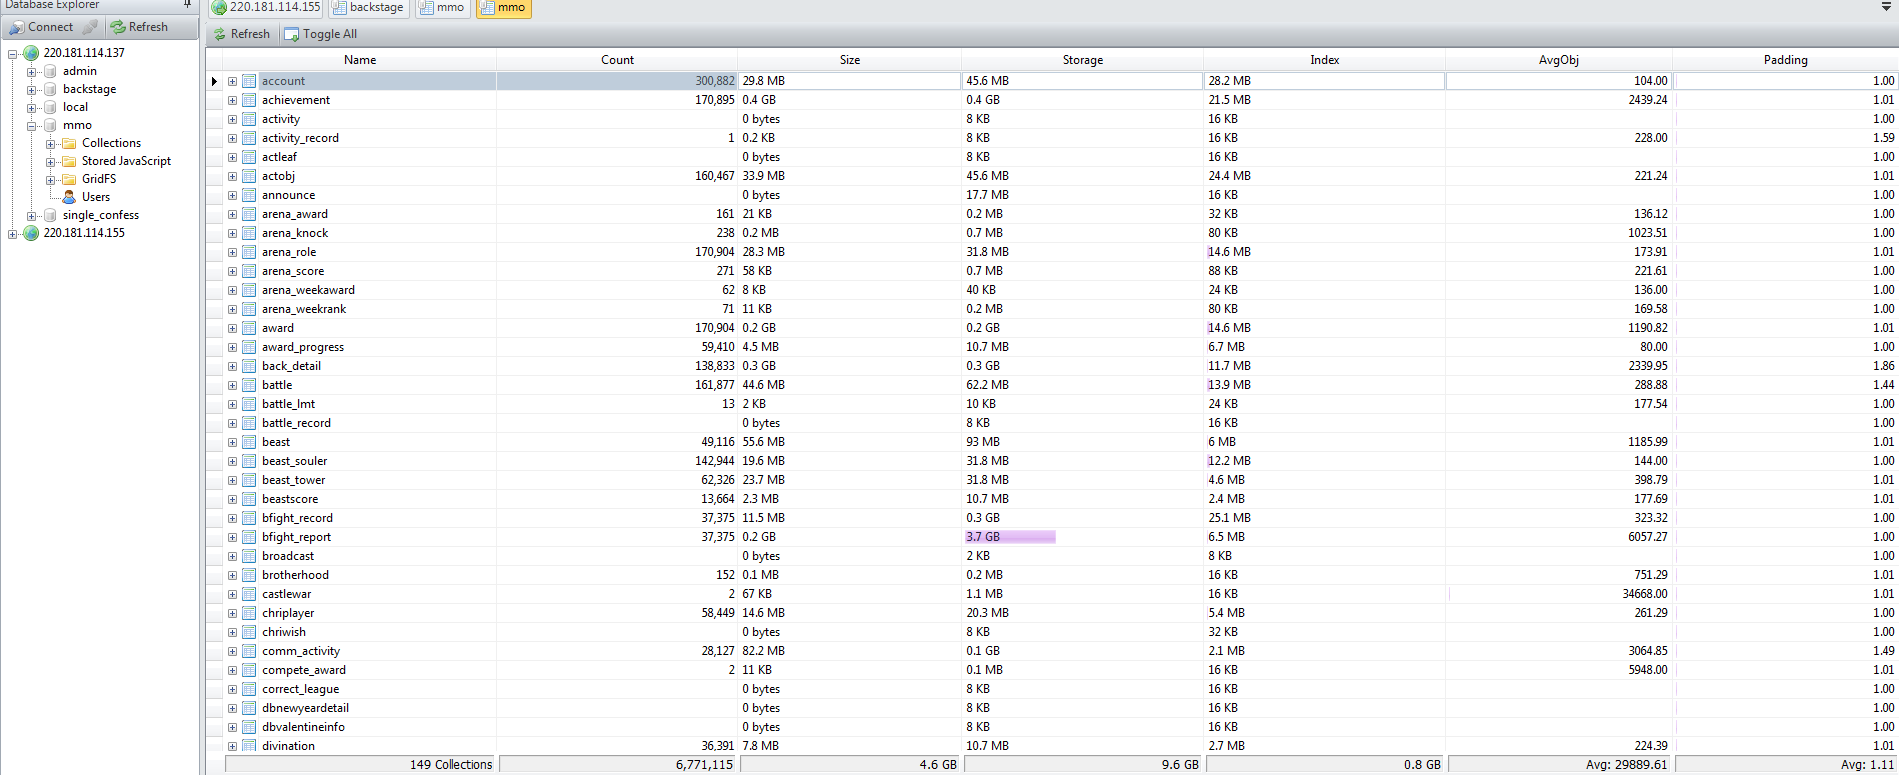 Database Explorer
220.181.114.155 backstage mmo mmo
Connect Refresh
Refresh Toggle All
220.181.114.137
admin
backstage
local
mmo
Collections
Stored JavaScript
GridFS
Users
single_confess
220.181.114.155
Name Count Size Storage Index AvgObj Padding
account 300,882 29.8 MB 45.6 MB 28.2 MB 104.00 1.00
achievement 170,895 0.4 GB 0.4 GB 21.5 MB 2439.24 1.01
activity 0 bytes 8 KB 16 KB 1.00
activity_record 1 0.2 KB 8 KB 16 KB 228.00 1.59
actleaf 0 bytes 8 KB 16 KB 1.00
actobj 160,467 33.9 MB 45.6 MB 24.4 MB 221.24 1.01
announce 0 bytes 17.7 MB 16 KB 1.00
arena_award 161 21 KB 0.2 MB 32 KB 136.12 1.00
arena_knock 238 0.2 MB 0.7 MB 80 KB 1023.51 1.00
arena_role 170,904 28.3 MB 31.8 MB 14.6 MB 173.91 1.01
arena_score 271 58 KB 0.7 MB 88 KB 221.61 1.01
arena_weekaward 62 8 KB 40 KB 24 KB 136.00 1.00
arena_weekrank 71 11 KB 0.2 MB 80 KB 169.58 1.00
award 170,904 0.2 GB 0.2 GB 14.6 MB 1190.82 1.01
award_progress 59,410 4.5 MB 10.7 MB 6.7 MB 80.00 1.00
back_detail 138,833 0.3 GB 0.3 GB 11.7 MB 2339.95 1.86
battle 161,877 44.6 MB 62.2 MB 13.9 MB 288.88 1.44
battle_lmt 13 2 KB 10 KB 24 KB 177.54 1.00
battle_record 0 bytes 8 KB 16 KB 1.00
beast 49,116 55.6 MB 93 MB 6 MB 1185.99 1.01
beast_souler 142,944 19.6 MB 31.8 MB 12.2 MB 144.00 1.00
beast_tower 62,326 23.7 MB 31.8 MB 4.6 MB 398.79 1.01
beastscore 13,664 2.3 MB 10.7 MB 2.4 MB 177.69 1.01
bfight_record 37,375 11.5 MB 0.3 GB 25.1 MB 323.32 1.00
bfight_report 37,375 0.2 GB 3.7 GB 6.5 MB 6057.27 1.00
broadcast 0 bytes 2 KB 8 KB 1.00
brotherhood 152 0.1 MB 0.2 MB 16 KB 751.29 1.01
castlewar 2 67 KB 1.1 MB 16 KB 34668.00 1.01
chriplayer 58,449 14.6 MB 20.3 MB 5.4 MB 261.29 1.00
chriwish 0 bytes 8 KB 32 KB 1.00
comm_activity 28,127 82.2 MB 0.1 GB 2.1 MB 3064.85 1.49
compete_award 2 11 KB 0.1 MB 16 KB 5948.00 1.01
correct_league 0 bytes 8 KB 16 KB 1.00
dbnewyeardetail 0 bytes 8 KB 16 KB 1.00
dbvalentineinfo 0 bytes 8 KB 16 KB 1.00
divination 36,391 7.8 MB 10.7 MB 2.7 MB 224.39 1.01
149 Collections 6,771,115 4.6 GB 9.6 GB 0.8 GB Avg: 29889.61 Avg: 1.11